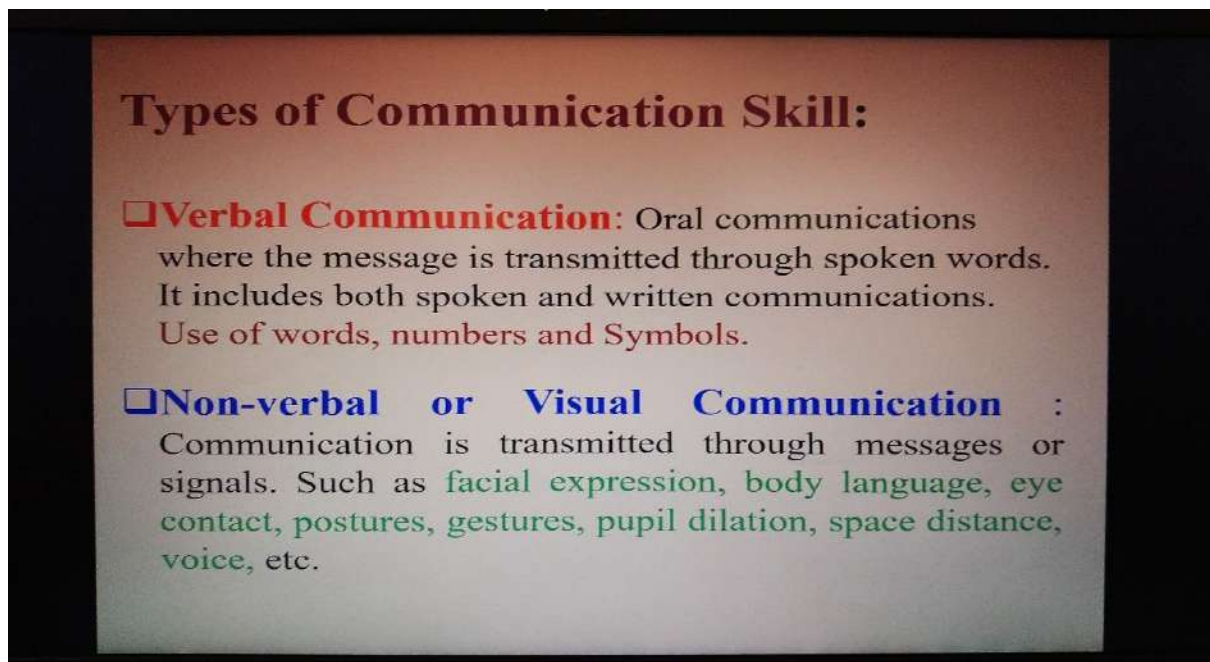 Types of Communication Skill:
❑Verbal Communication: Oral communications
where the message is transmitted through spoken words.
It includes both spoken and written communications.
Use of words, numbers and Symbols.
❑Non-verbal or Visual Communication :
Communication is transmitted through messages or
signals. Such as facial expression, body language, eye
contact, postures, gestures, pupil dilation, space distance,
voice, etc.